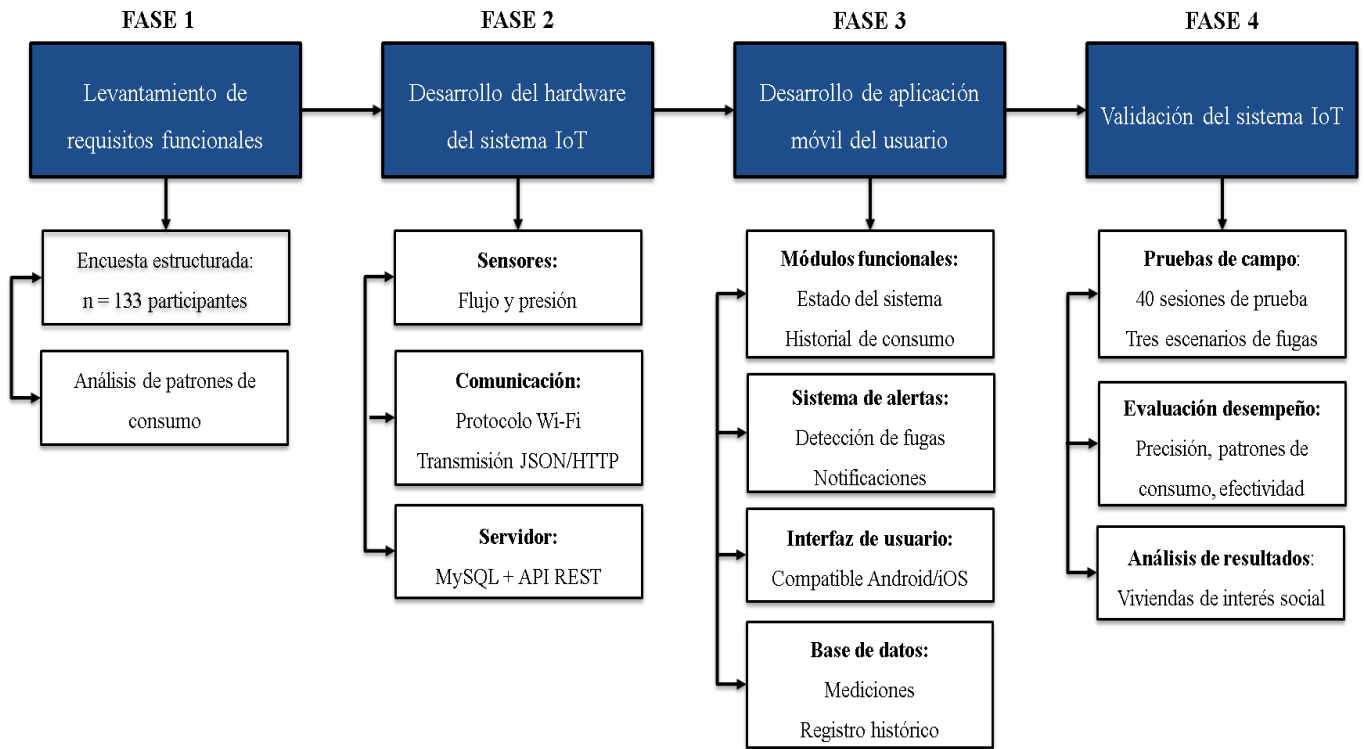 FASE 1
Levantamiento de
requisitos funcionales
Encuesta estructurada:
n = 133 participantes
Análisis de patrones de
consumo
FASE 2
Desarrollo del hardware
del sistema IoT
Sensores:
Flujo y presión
Comunicación:
Protocolo Wi-Fi
Transmisión JSON/HTTP
Servidor:
MySQL + API REST
FASE 3
Desarrollo de aplicación
móvil del usuario
Módulos funcionales:
Estado del sistema
Historial de consumo
Sistema de alertas:
Detección de fugas
Notificaciones
Interfaz de usuario:
Compatible Android/iOS
Base de datos:
Mediciones
Registro histórico
FASE 4
Validación del sistema IoT
Pruebas de campo:
40 sesiones de prueba
Tres escenarios de fugas
Evaluación desempeño:
Precisión, patrones de
consumo, efectividad
Análisis de resultados:
Viviendas de interés social